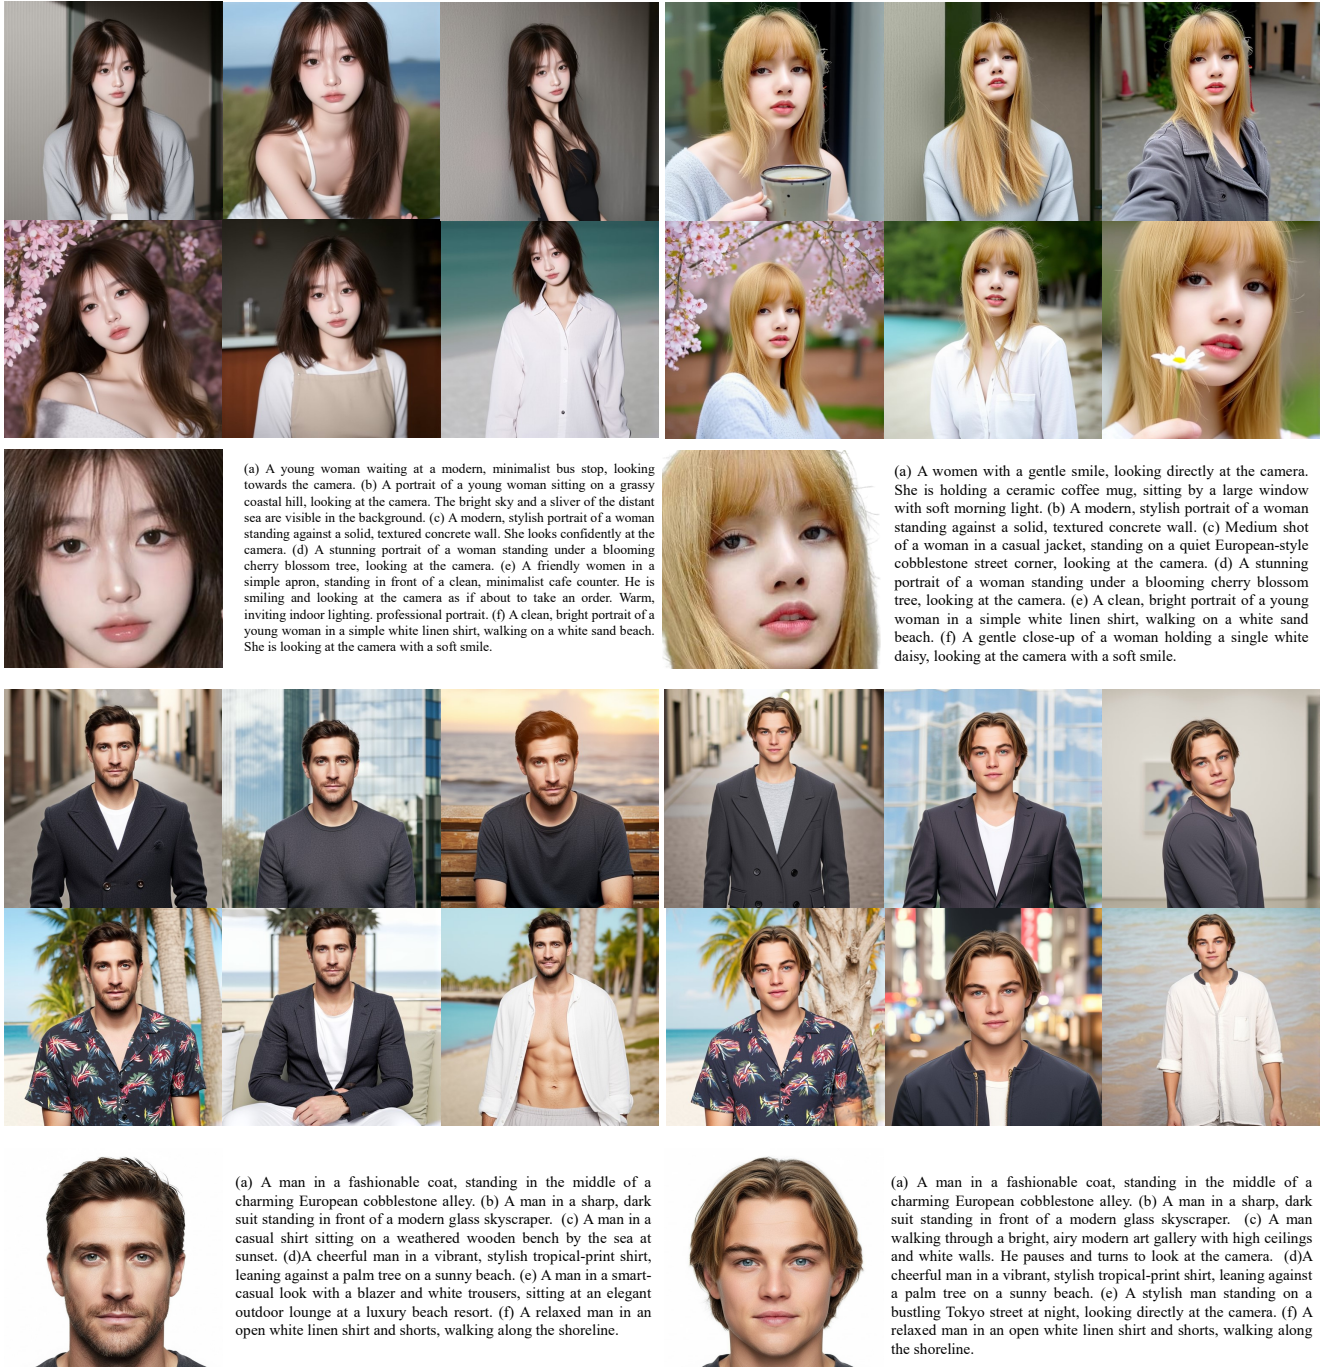 (a) A young woman waiting at a modern, minimalist bus stop, looking
towards the camera. (b) A portrait of a young woman sitting on a grassy
coastal hill, looking at the camera. The bright sky and a sliver of the distant
sea are visible in the background. (c) A modern, stylish portrait of a woman
standing against a solid, textured concrete wall. She looks confidently at the
camera. (d) A stunning portrait of a woman standing under a blooming
cherry blossom tree, looking at the camera. (e) A friendly women in a
simple apron, standing in front of a clean, minimalist cafe counter. He is
smiling and looking at the camera as if about to take an order. Warm,
inviting indoor lighting. professional portrait. (f) A clean, bright portrait of a
young woman in a simple white linen shirt, walking on a white sand beach.
She is looking at the camera with a soft smile.
(a) A women with a gentle smile, looking directly at the camera.
She is holding a ceramic coffee mug, sitting by a large window
with soft morning light. (b) A modern, stylish portrait of a woman
standing against a solid, textured concrete wall. (c) Medium shot
of a woman in a casual jacket, standing on a quiet European-style
cobblestone street corner, looking at the camera. (d) A stunning
portrait of a woman standing under a blooming cherry blossom
tree, looking at the camera. (e) A clean, bright portrait of a young
woman in a simple white linen shirt, walking on a white sand
beach. (f) A gentle close-up of a woman holding a single white
daisy, looking at the camera with a soft smile.
(a) A man in a fashionable coat, standing in the middle of a
charming European cobblestone alley. (b) A man in a sharp, dark
suit standing in front of a modern glass skyscraper. (c) A man in a
casual shirt sitting on a weathered wooden bench by the sea at
sunset. (d)A cheerful man in a vibrant, stylish tropical-print shirt,
leaning against a palm tree on a sunny beach. (e) A man in a smart-
casual look with a blazer and white trousers, sitting at an elegant
outdoor lounge at a luxury beach resort. (f) A relaxed man in an
open white linen shirt and shorts, walking along the shoreline.
(a) A man in a fashionable coat, standing in the middle of a
charming European cobblestone alley. (b) A man in a sharp, dark
suit standing in front of a modern glass skyscraper. (c) A man
walking through a bright, airy modern art gallery with high ceilings
and white walls. He pauses and turns to look at the camera. (d)A
cheerful man in a vibrant, stylish tropical-print shirt, leaning against
a palm tree on a sunny beach. (e) A stylish man standing on a
bustling Tokyo street at night, looking directly at the camera. (f) A
relaxed man in an open white linen shirt and shorts, walking along
the shoreline.